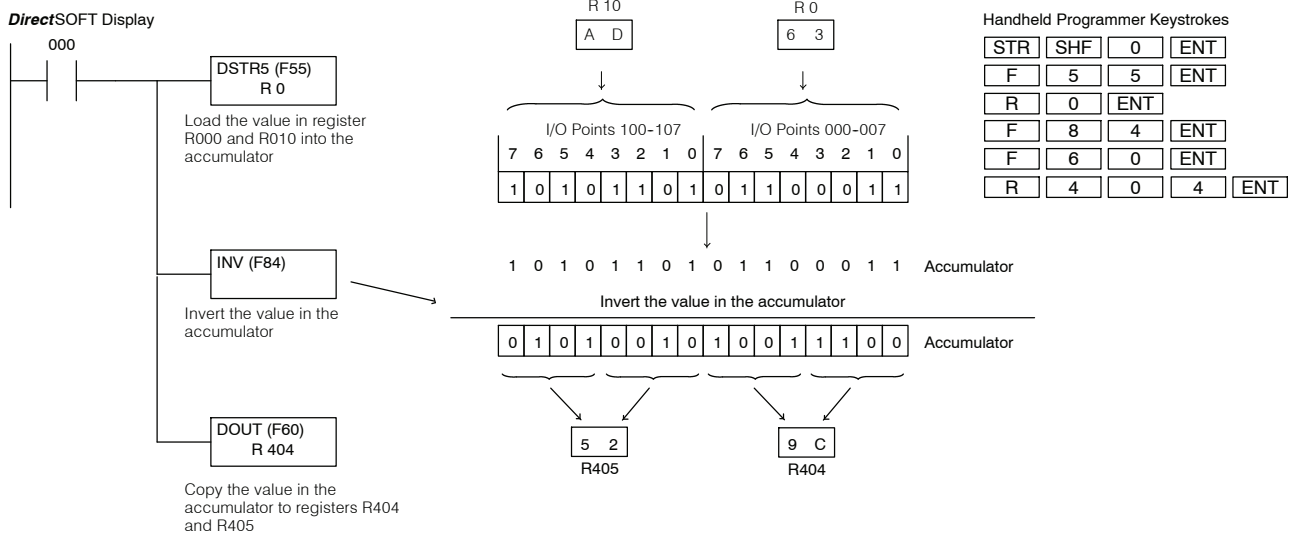 DirectSOFT Display
000
DSTR5 (F55)
R 0
Load the value in register
R000 and R010 into the
accumulator
INV (F84)
Invert the value in the
accumulator
DOUT (F60)
R 404
Copy the value in the
accumulator to registers R404
and R405
R 10
A D
R 0
6 3
I/O Points 100-107
I/O Points 000-007
7 6 5 4 3 2 1 0 7 6 5 4 3 2 1 0
1 0 1 0 1 1 0 1 0 1 1 0 0 0 1 1
1 0 1 0 1 1 0 1 0 1 1 0 0 0 1 1 Accumulator
Invert the value in the accumulator
0 1 0 1 0 0 1 0 1 0 0 1 1 1 0 0 Accumulator
5 2
R405
9 C
R404
Handheld Programmer Keystrokes
STR SHF 0 ENT
F 5 5 ENT
R 0 ENT
F 8 4 ENT
F 6 0 ENT
R 4 0 4 ENT